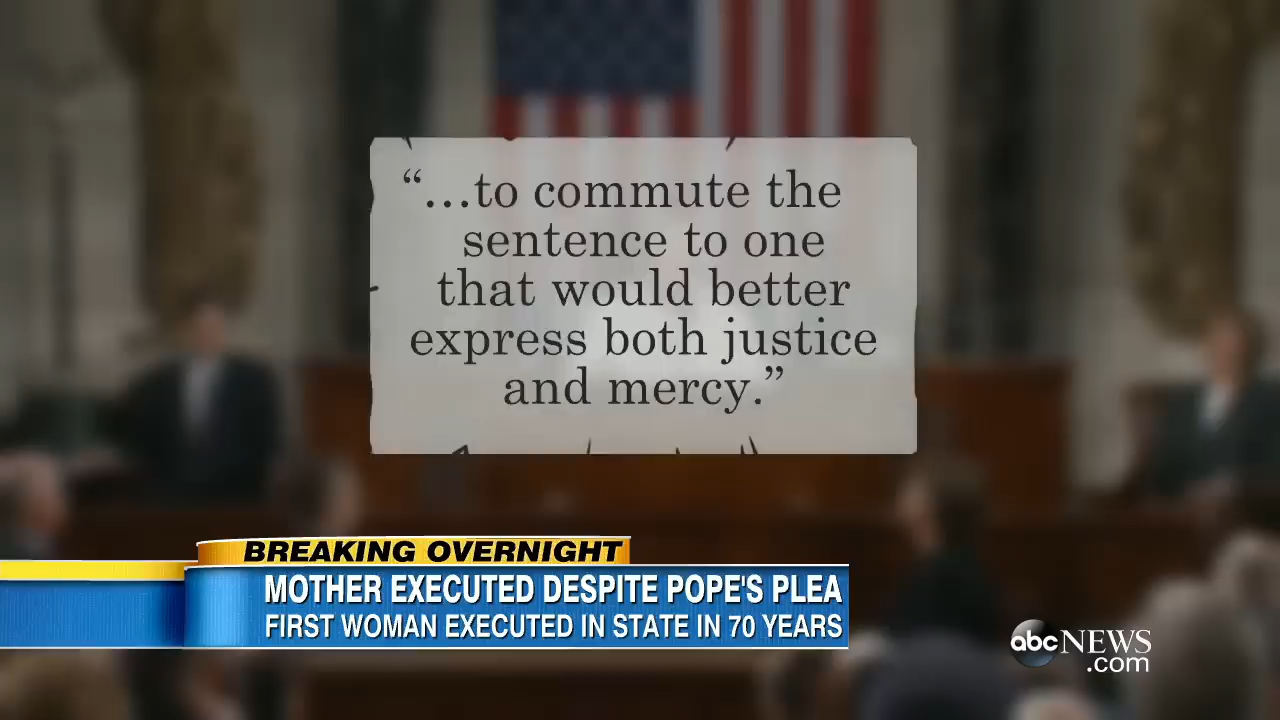 “...to commute the
sentence to one
that would better
express both justice
and mercy.”
BREAKING OVERNIGHT
MOTHER EXECUTED DESPITE POPE'S PLEA
FIRST WOMAN EXECUTED IN STATE IN 70 YEARS
abcNEWS
.com